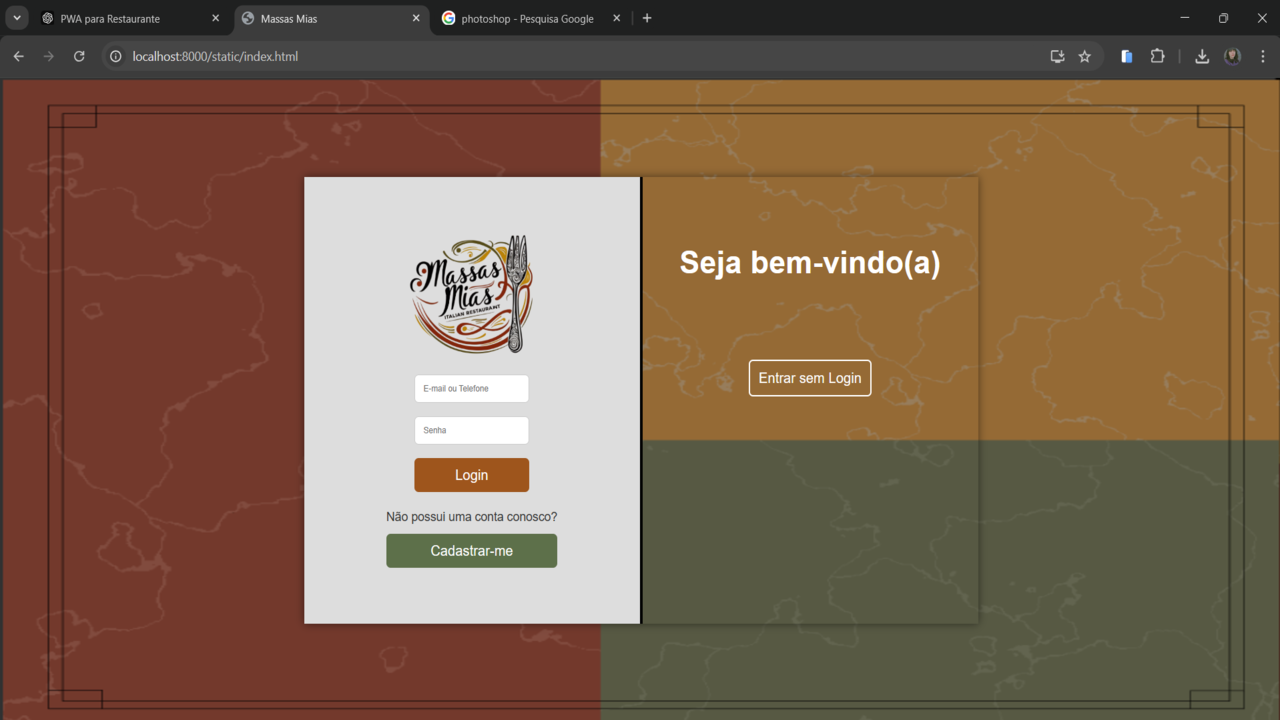 PWA para Restaurante
Massas Mias
photoshop - Pesquisa Google
localhost:8000/static/index.html
Massas
Mias
ITALIAN RESTAURANT
E-mail ou Telefone
Senha
Login
Não possui uma conta conosco?
Cadastrar-me
Seja bem-vindo(a)
Entrar sem Login